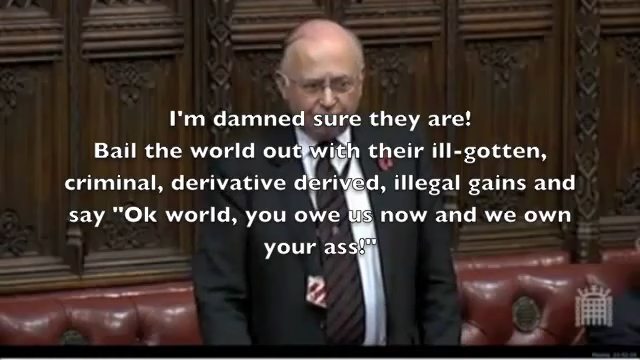 I'm damned sure they are!
Bail the world out with their ill-gotten,
criminal, derivative derived, illegal gains and
say "Ok world, you owe us now and we own
your ass!"